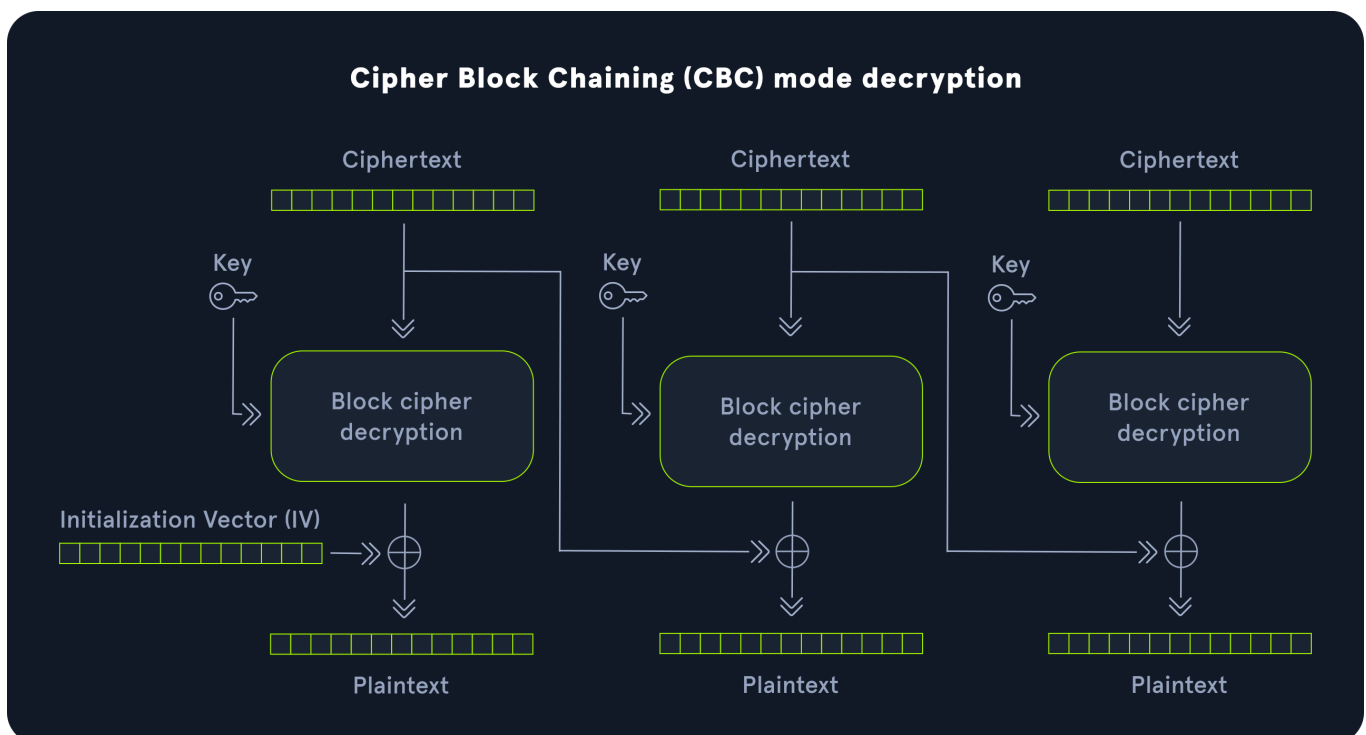 Cipher Block Chaining (CBC) mode decryption
Ciphertext
Ciphertext
Ciphertext
Key
Key
Key
Block cipher
decryption
Block cipher
decryption
Block cipher
decryption
Initialization Vector (IV)
Plaintext
Plaintext
Plaintext